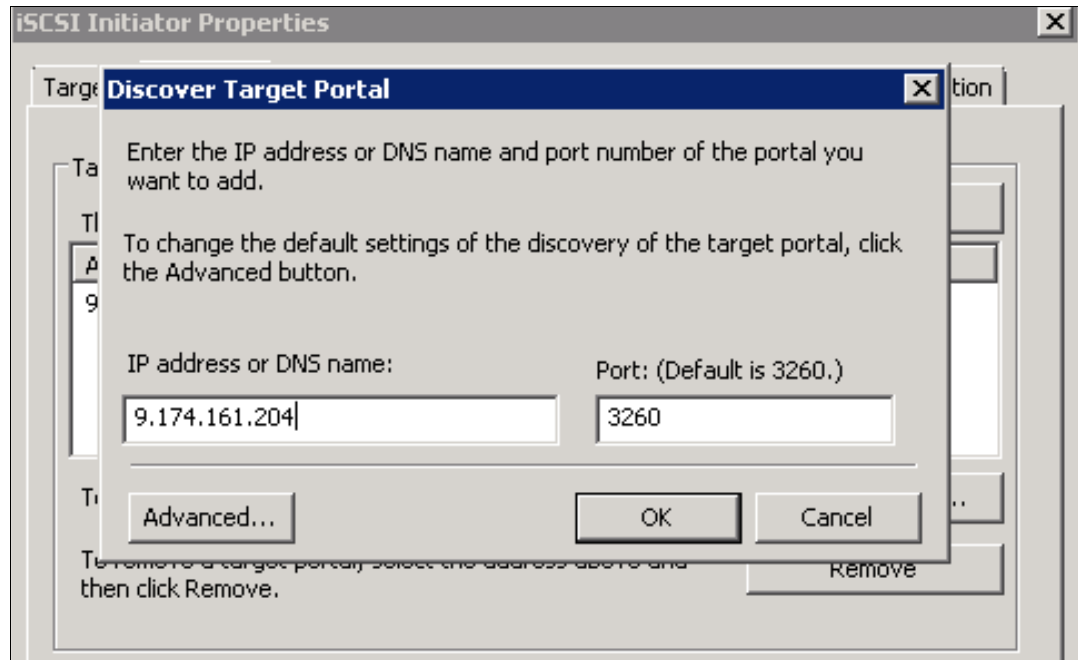 iSCSI Initiator Properties
Discover Target Portal
tion
Enter the IP address or DNS name and port number of the portal you
want to add.
To change the default settings of the discovery of the target portal, click
the Advanced button.
IP address or DNS name:
Port: (Default is 3260.)
9.174.161.204
3260
Advanced...
OK
Cancel
..
Remove
then click Remove.